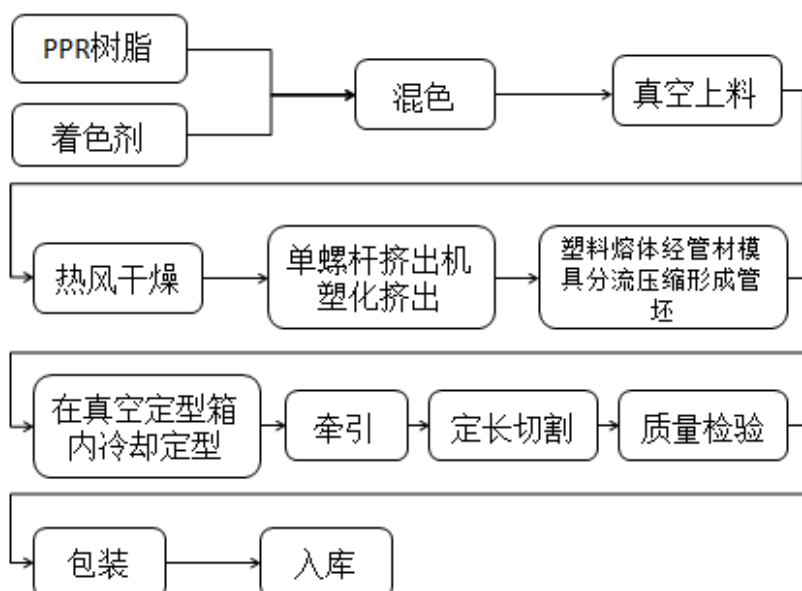 PPR树脂
着色剂
混色
真空上料
热风干燥
单螺杆挤出机
塑化挤出
塑料熔体经管材模
具分流压缩形成管
坯
在真空定型箱
内冷却定型
牵引
定长切割
质量检验
包装
入库